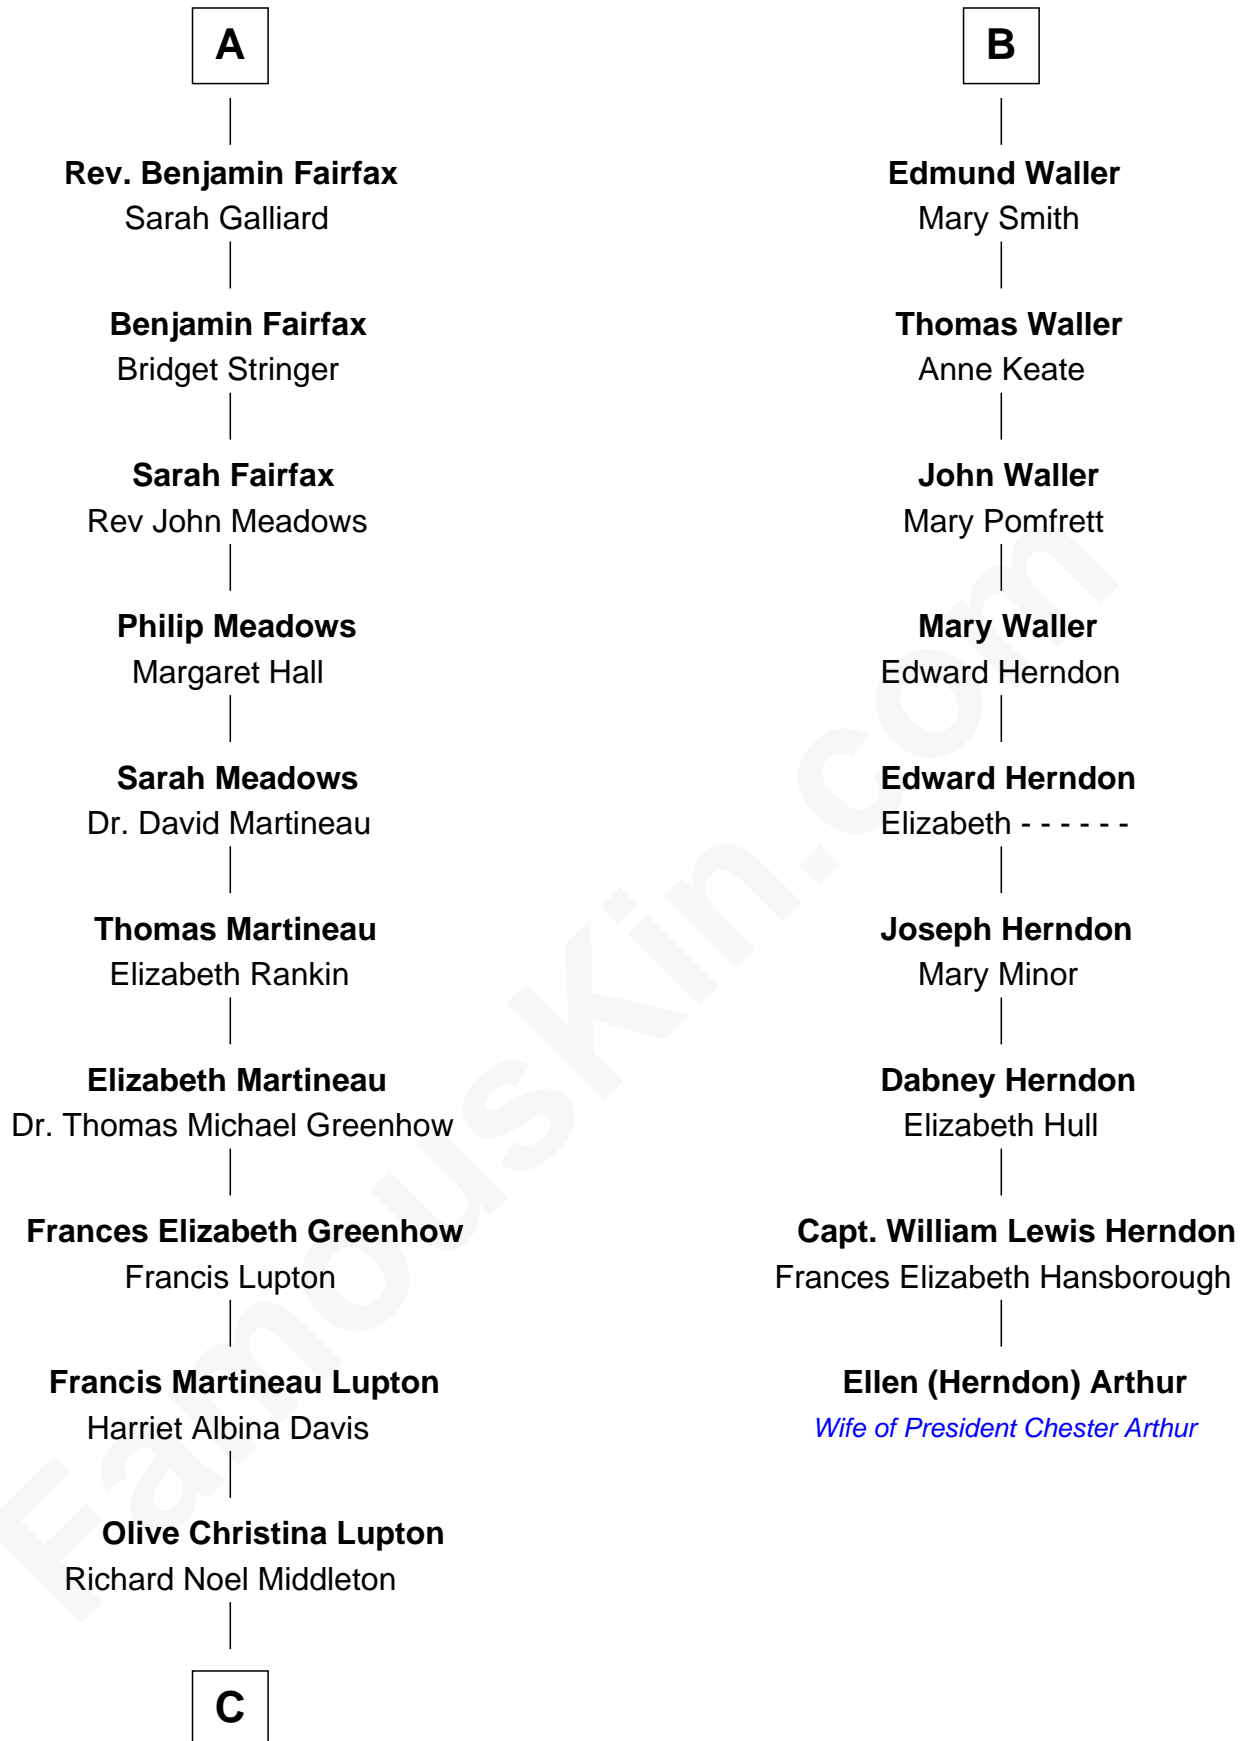 A
Rev. Benjamin Fairfax
Sarah Galliard
Benjamin Fairfax
Bridget Stringer
Sarah Fairfax
Rev John Meadows
Philip Meadows
Margaret Hall
Sarah Meadows
Dr. David Martineau
Thomas Martineau
Elizabeth Rankin
Elizabeth Martineau
Dr. Thomas Michael Greenhow
Frances Elizabeth Greenhow
Francis Lupton
Francis Martineau Lupton
Harriet Albina Davis
Olive Christina Lupton
Richard Noel Middleton
C
B
Edmund Waller
Mary Smith
Thomas Waller
Anne Keate
John Waller
Mary Pomfrett
Mary Waller
Edward Herndon
Edward Herndon
Elizabeth - - - - - -
Joseph Herndon
Mary Minor
Dabney Herndon
Elizabeth Hull
Capt. William Lewis Herndon
Frances Elizabeth Hansborough
Ellen (Herndon) Arthur
Wife of President Chester Arthur
FamousKin.com